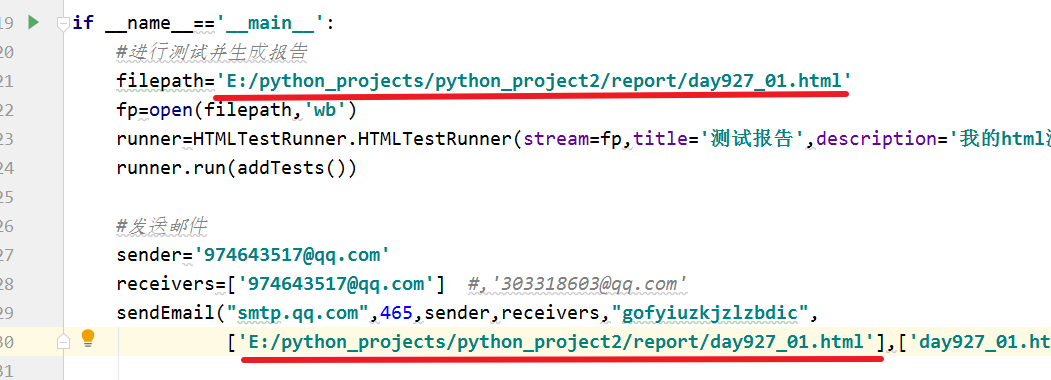 19 if __name__=='__main__':
20 #进行测试并生成报告
21 filepath='E:/python_projects/python_project2/report/day927_01.html'
22 fp=open(filepath,'wb')
23 runner=HTMLTestRunner.HTMLTestRunner(stream=fp,title='测试报告',description='我的html
24 runner.run(addTests())
25
26 #发送邮件
27 sender='974643517@qq.com'
28 receivers=['974643517@qq.com'] #,'303318603@qq.com'
29 sendEmail("smtp.qq.com",465,sender,receivers,"gofyiuzkjzlzbdic",
30 ['E:/python_projects/python_project2/report/day927_01.html'],['day927_01.ht
31